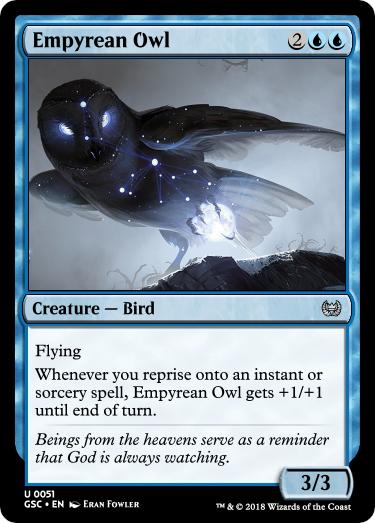 Empyrean Owl 2
Creature — Bird
Flying
Whenever you reprise onto an instant or
sorcery spell, Empyrean Owl gets +1/+1
until end of turn.
Beings from the heavens serve as a reminder
that God is always watching.
3/3
U 0051
GSC • EN Eran Fowler
™ & © 2018 Wizards of the Coast